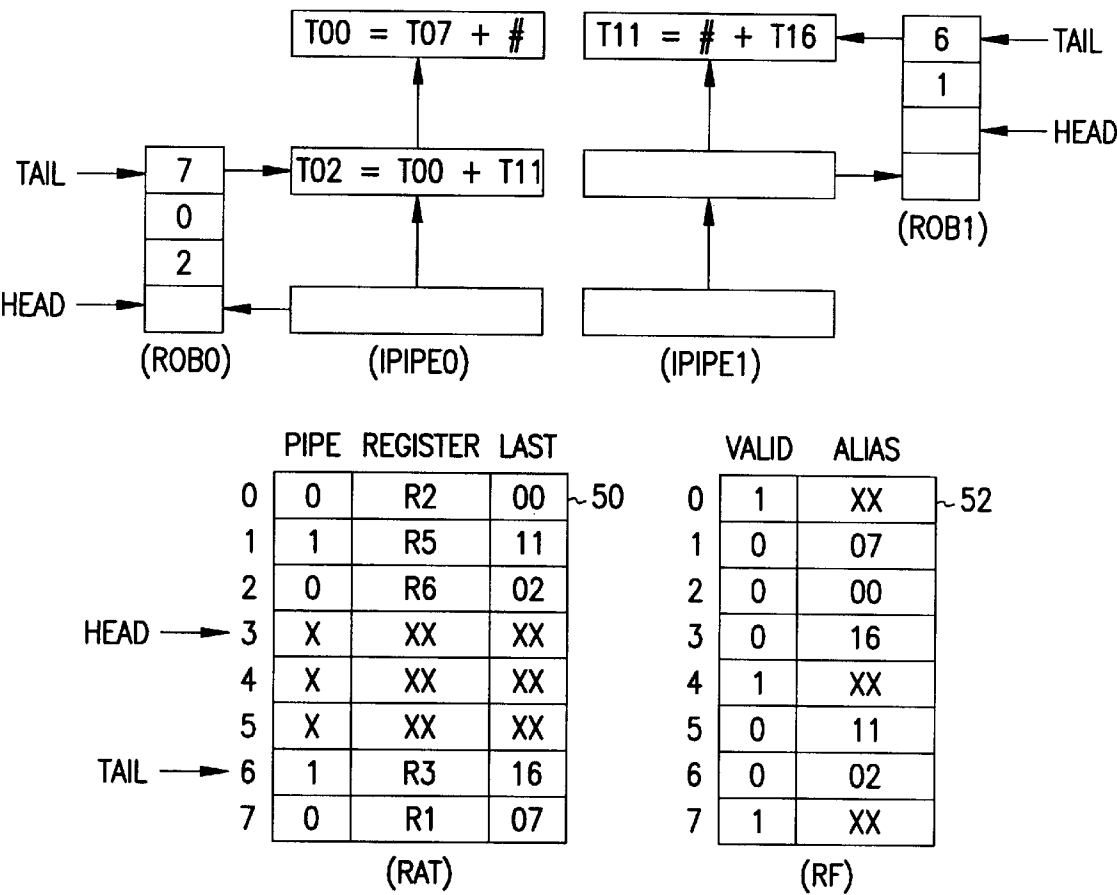 T00 = T07 + #
T11 = # + T16
6
TAIL
1
HEAD
TAIL
7
T02 = T00 + T11
0
(ROB1)
2
HEAD
(ROB0)
(IPIPE0)
(IPIPE1)
PIPE REGISTER LAST
0 0 R2 00 50
1 1 R5 11
2 0 R6 02
HEAD 3 X XX XX
4 X XX XX
5 X XX XX
TAIL 6 1 R3 16
7 0 R1 07
(RAT)
VALID ALIAS
0 1 XX 52
1 0 07
2 0 00
3 0 16
4 1 XX
5 0 11
6 0 02
7 1 XX
(RF)